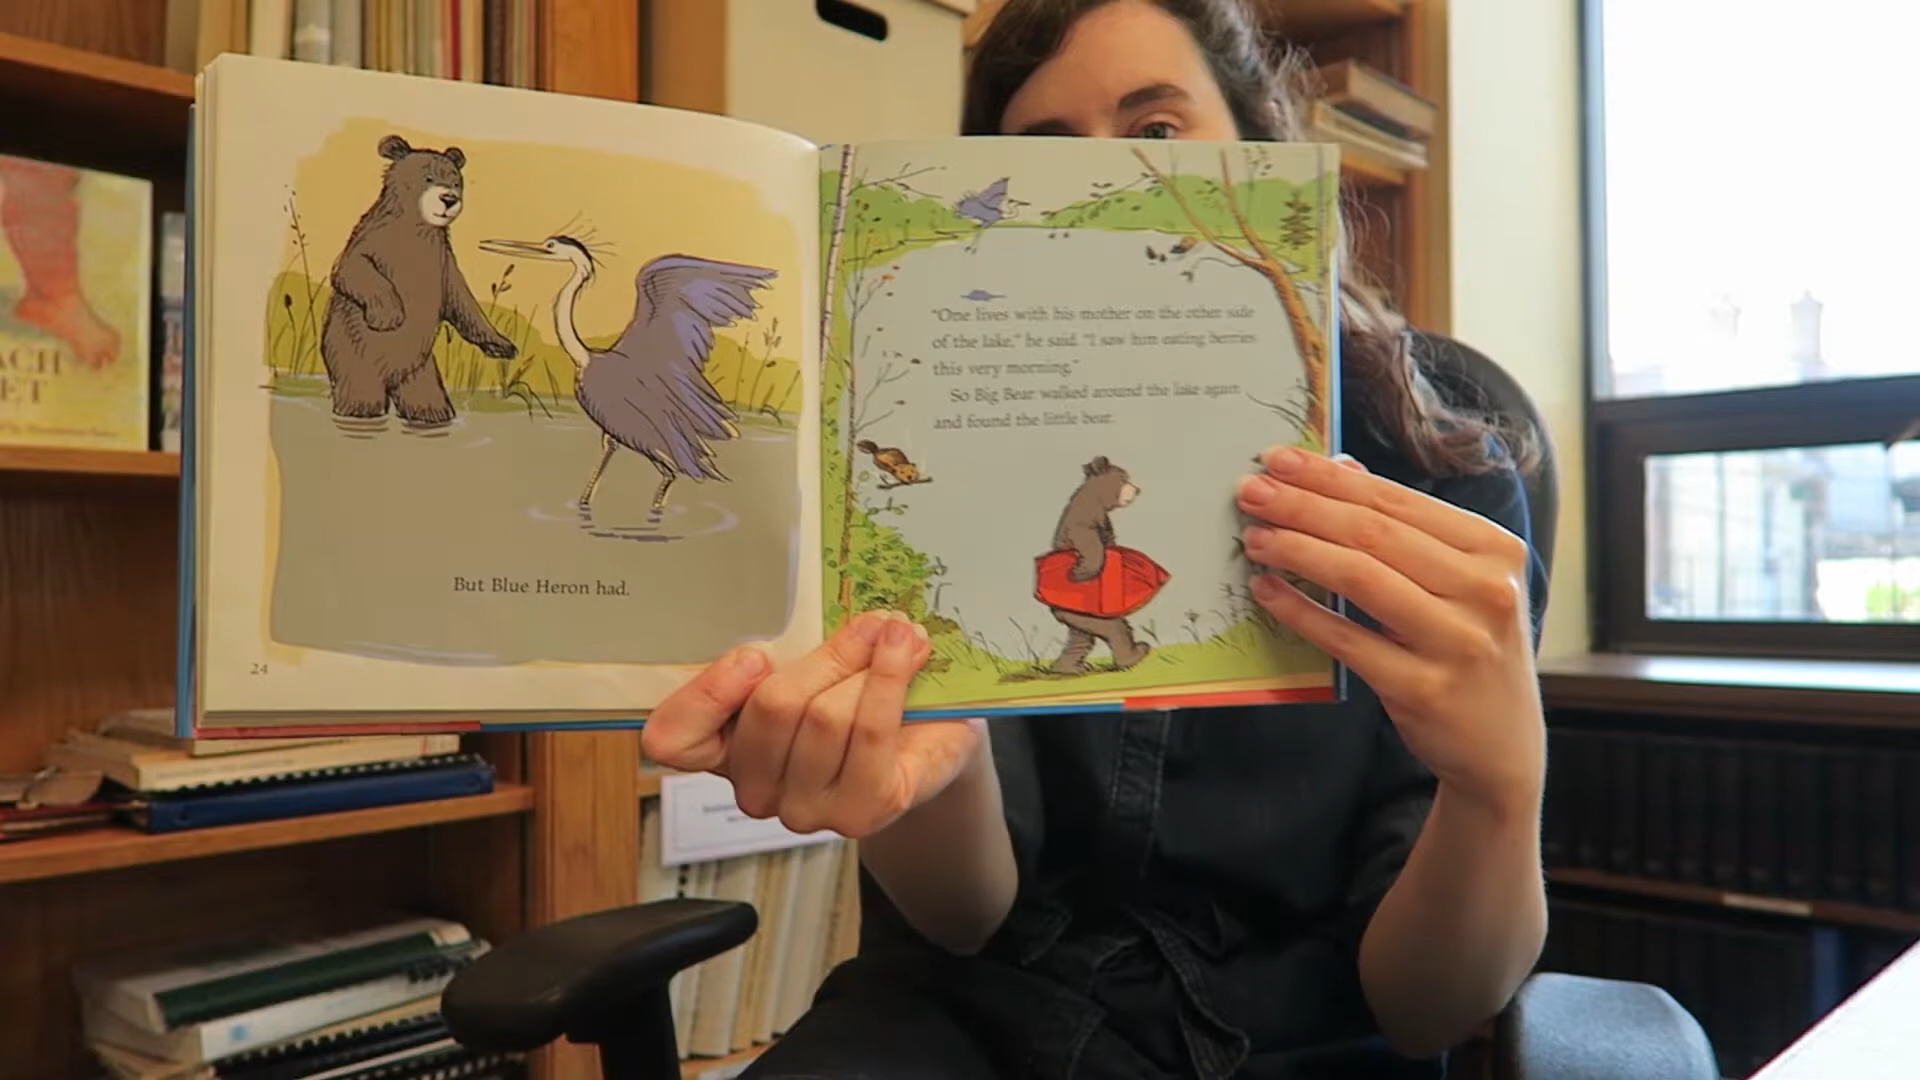 But Blue Heron had.
24
"One lives with his mother on the other side
of the lake," he said. "I saw him eating berries
this very morning."
So Big Bear walked around the lake again
and found the little bear.